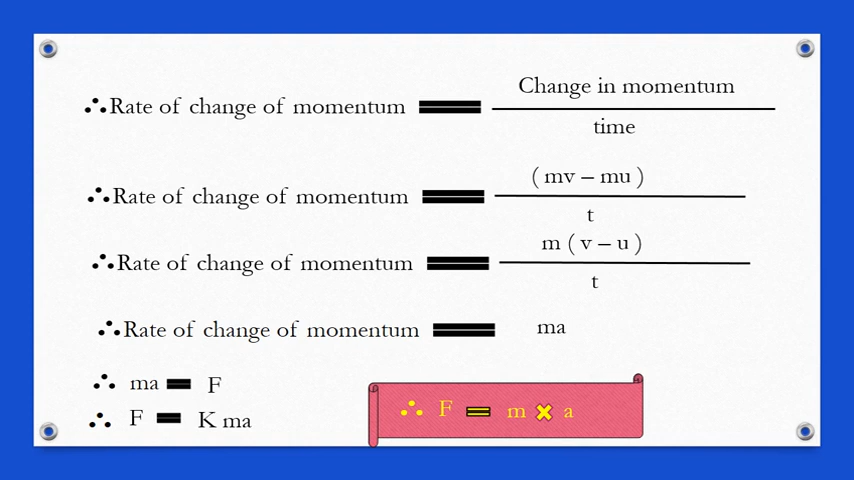 ∴ Rate of change of momentum = Change in momentum / time
∴ Rate of change of momentum = ( mv – mu ) / t
∴ Rate of change of momentum = m ( v – u ) / t
∴ Rate of change of momentum = ma
∴ ma = F
∴ F = K ma
∴ F = m × a